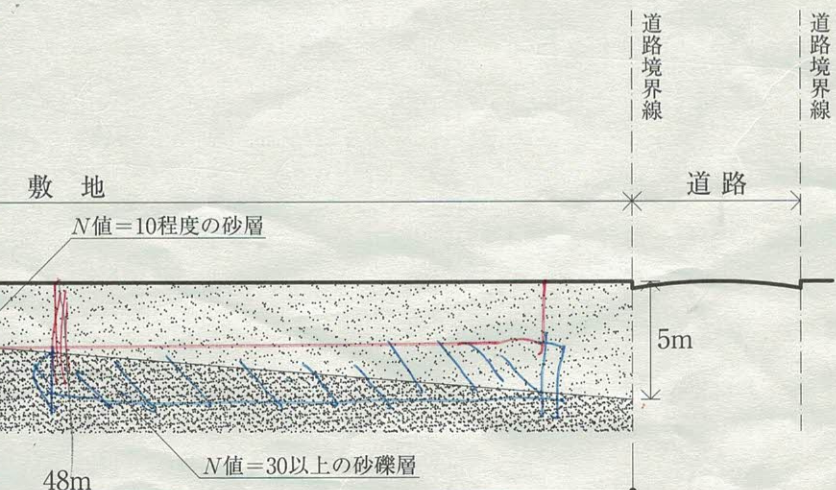 道路境界線
道路境界線
敷 地
道 路
N値＝10程度の砂層
5m
N値＝30以上の砂礫層
48m